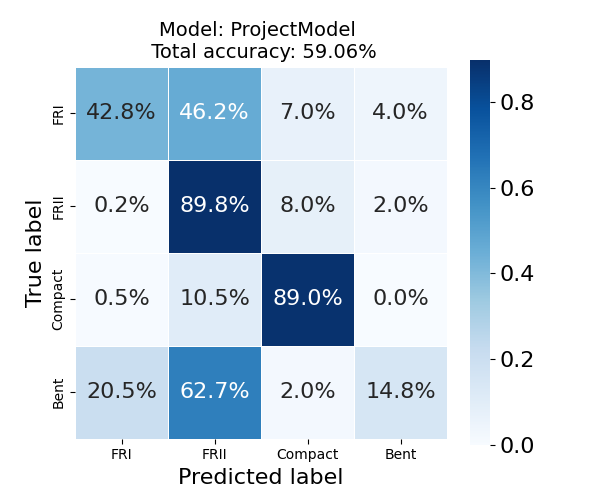 Model: ProjectModel
Total accuracy: 59.06%
FRI 42.8% 46.2% 7.0% 4.0%
FRII 0.2% 89.8% 8.0% 2.0%
Compact 0.5% 10.5% 89.0% 0.0%
Bent 20.5% 62.7% 2.0% 14.8%
FRI FRII Compact Bent
Predicted label
True label
0.8
0.6
0.4
0.2
0.0